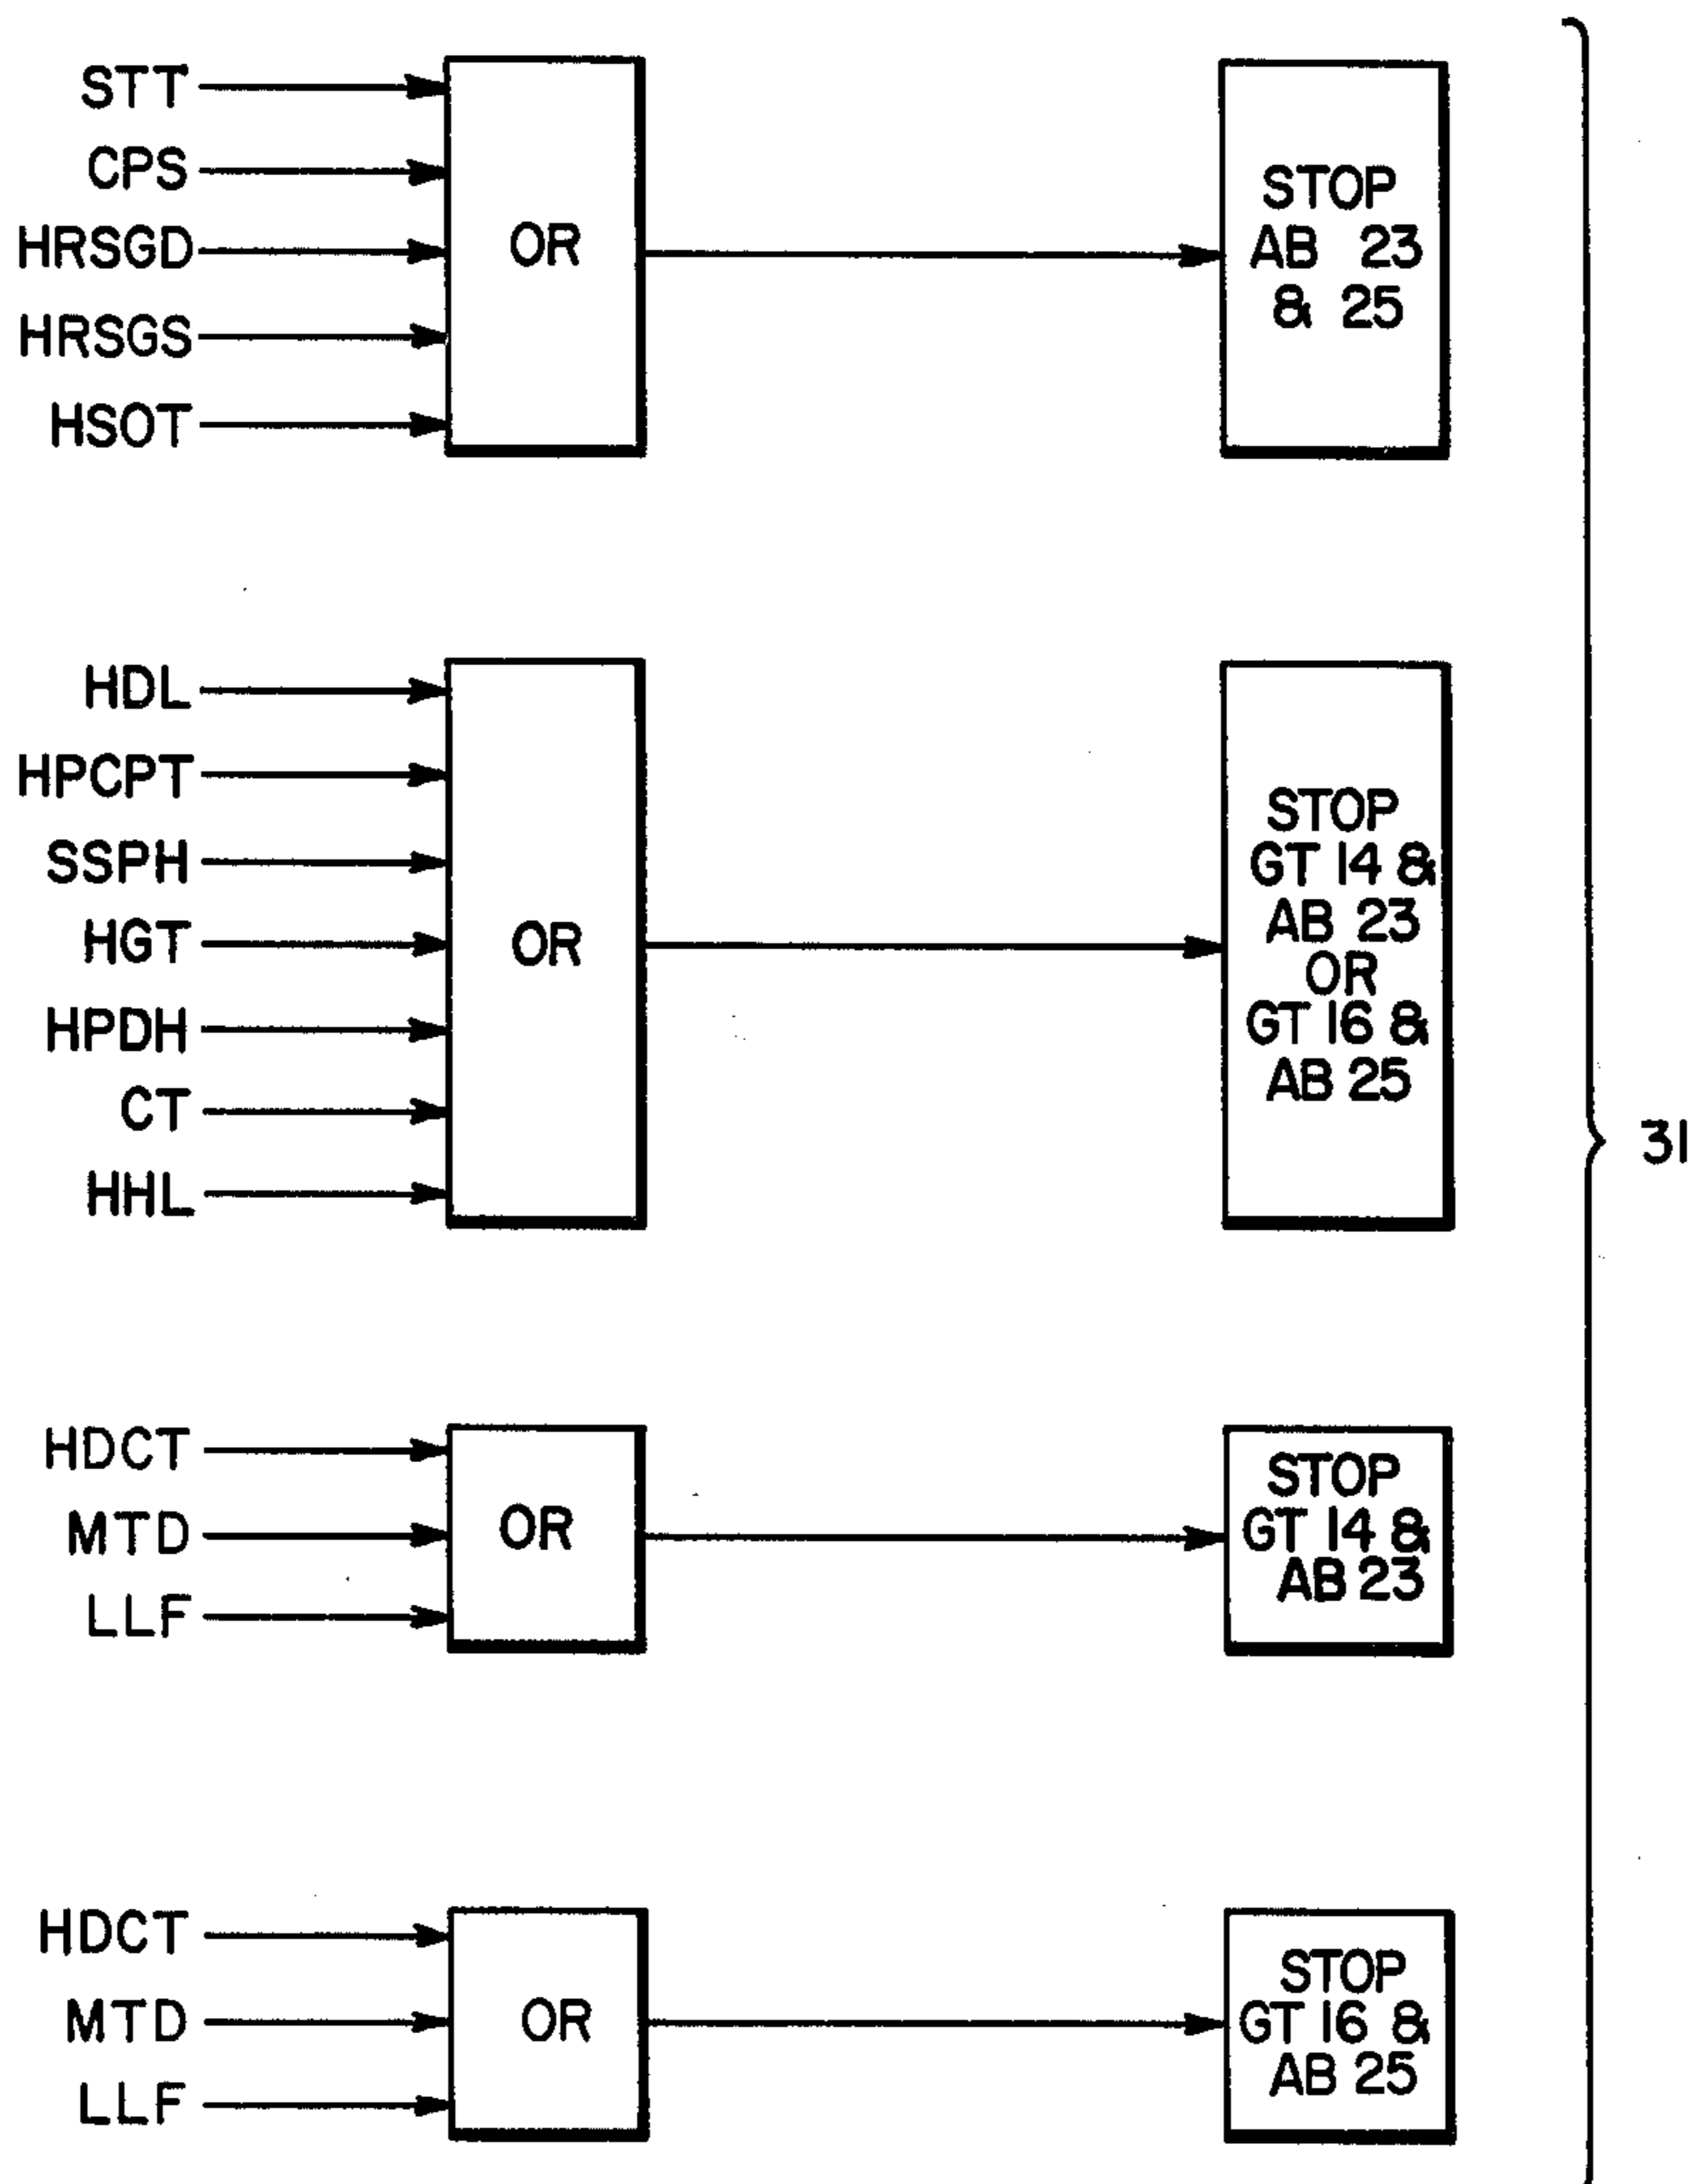 STT
CPS
HRSGD
HRSGS
HSOT
OR
STOP
AB 23
& 25
HDL
HPCPT
SSPH
HGT
HPDH
CT
HHL
OR
STOP
GT 14 &
AB 23
OR
GT 16 &
AB 25
31
HDCT
MTD
LLF
OR
STOP
GT 14 &
AB 23
HDCT
MTD
LLF
OR
STOP
GT 16 &
AB 25